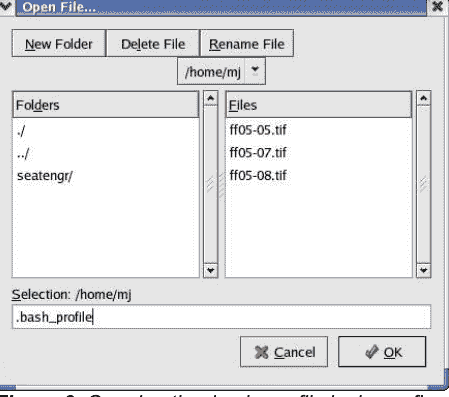 Open File...
New Folder Delete File Rename File
/home/mj
Folders Files
./ ff05-05.tif
../ ff05-07.tif
seatengr/ ff05-08.tif
Selection: /home/mj
.bash_profile
Cancel OK